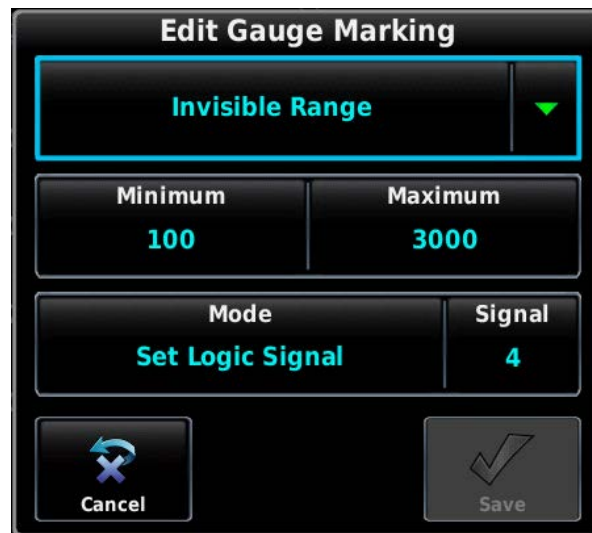 Edit Gauge Marking
Invisible Range
Minimum Maximum
100 3000
Mode Signal
Set Logic Signal 4
Cancel Save